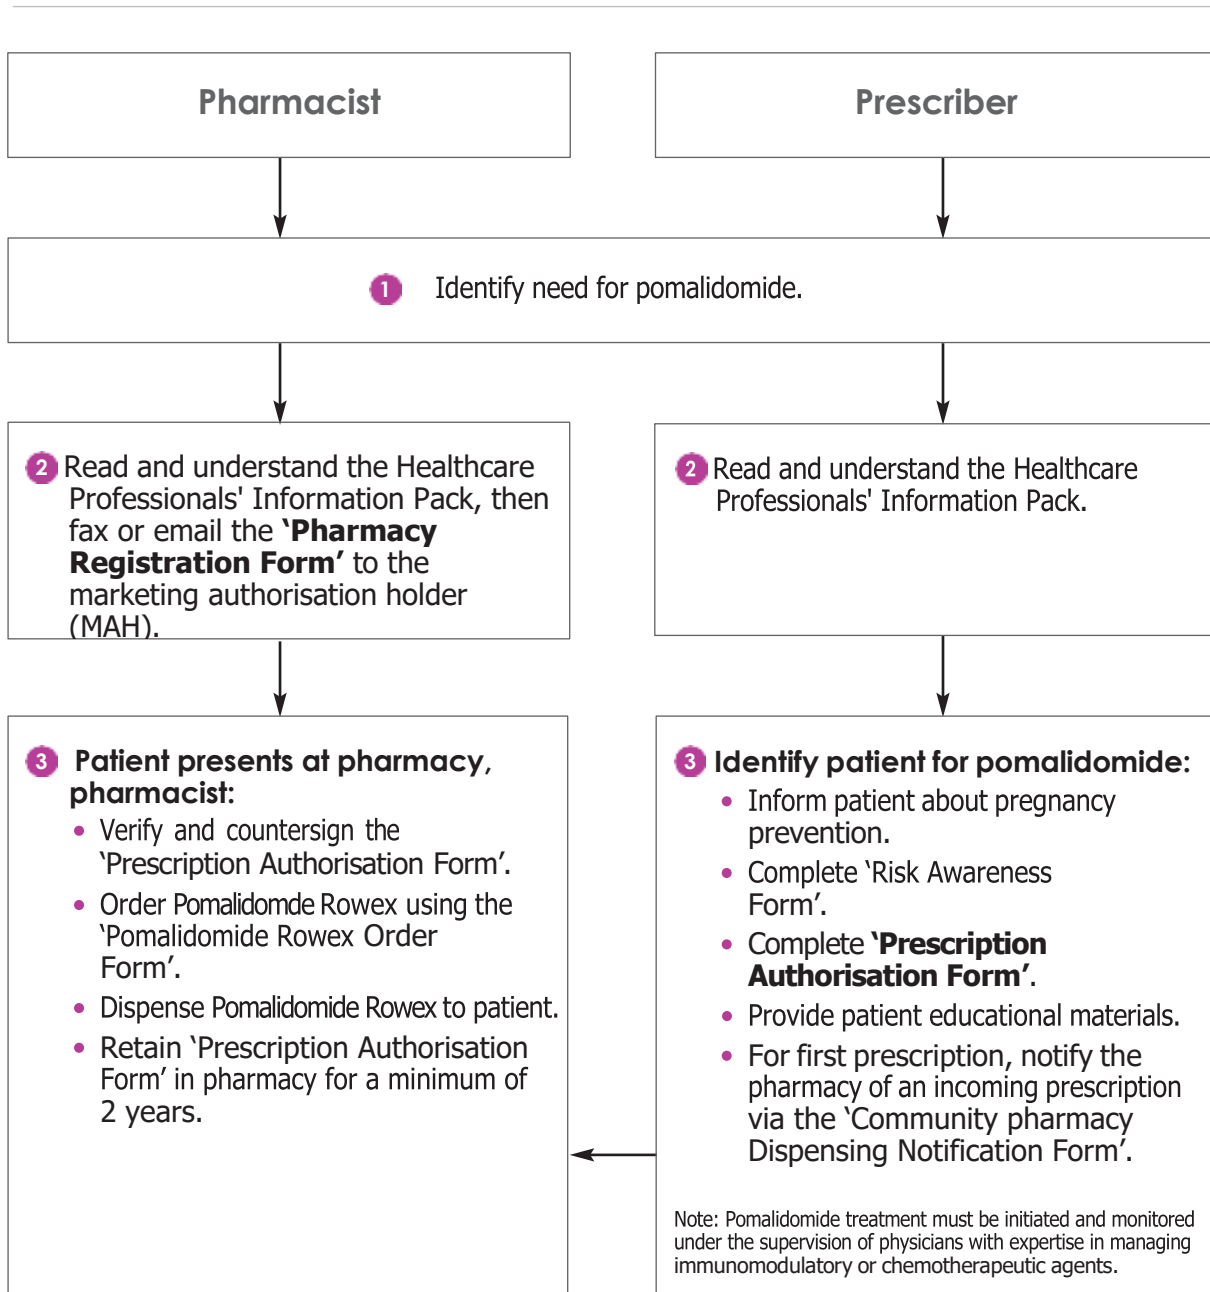 Pharmacist
Prescriber
1 Identify need for pomalidomide.
2 Read and understand the Healthcare
Professionals' Information Pack, then
fax or email the ‘Pharmacy
Registration Form’ to the
marketing authorisation holder
(MAH).
2 Read and understand the Healthcare
Professionals' Information Pack.
3 Patient presents at pharmacy,
pharmacist:
• Verify and countersign the
‘Prescription Authorisation Form’.
• Order Pomalidomde Rowex using the
‘Pomalidomide Rowex Order
Form’.
• Dispense Pomalidomide Rowex to patient.
• Retain ‘Prescription Authorisation
Form’ in pharmacy for a minimum of
2 years.
3 Identify patient for pomalidomide:
• Inform patient about pregnancy
prevention.
• Complete ‘Risk Awareness
Form’.
• Complete ‘Prescription
Authorisation Form’.
• Provide patient educational materials.
• For first prescription, notify the
pharmacy of an incoming prescription
via the ‘Community pharmacy
Dispensing Notification Form’.
Note: Pomalidomide treatment must be initiated and monitored
under the supervision of physicians with expertise in managing
immunomodulatory or chemotherapeutic agents.